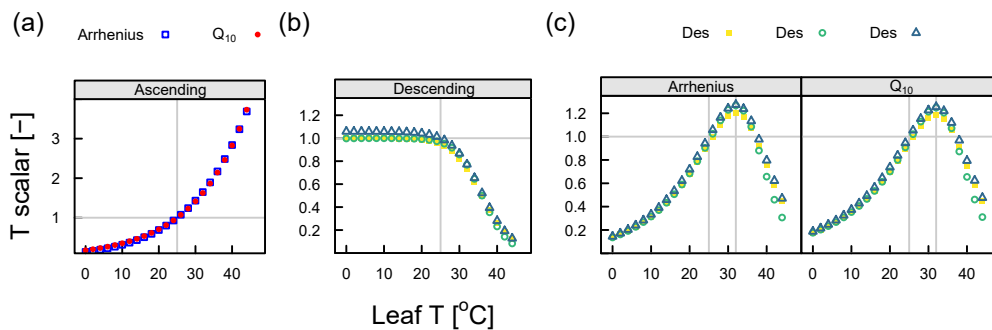 (a)
Arrhenius
Q10
(b)
(c)
Des
Des
Des
Ascending
Descending
Arrhenius
Q10
T scalar [−]
3
2
1
0 10 20 30 40
1.2
1.0
0.8
0.6
0.4
0.2
0 10 20 30 40
1.2
1.0
0.8
0.6
0.4
0.2
0 10 20 30 40
0 10 20 30 40
Leaf T [oC]